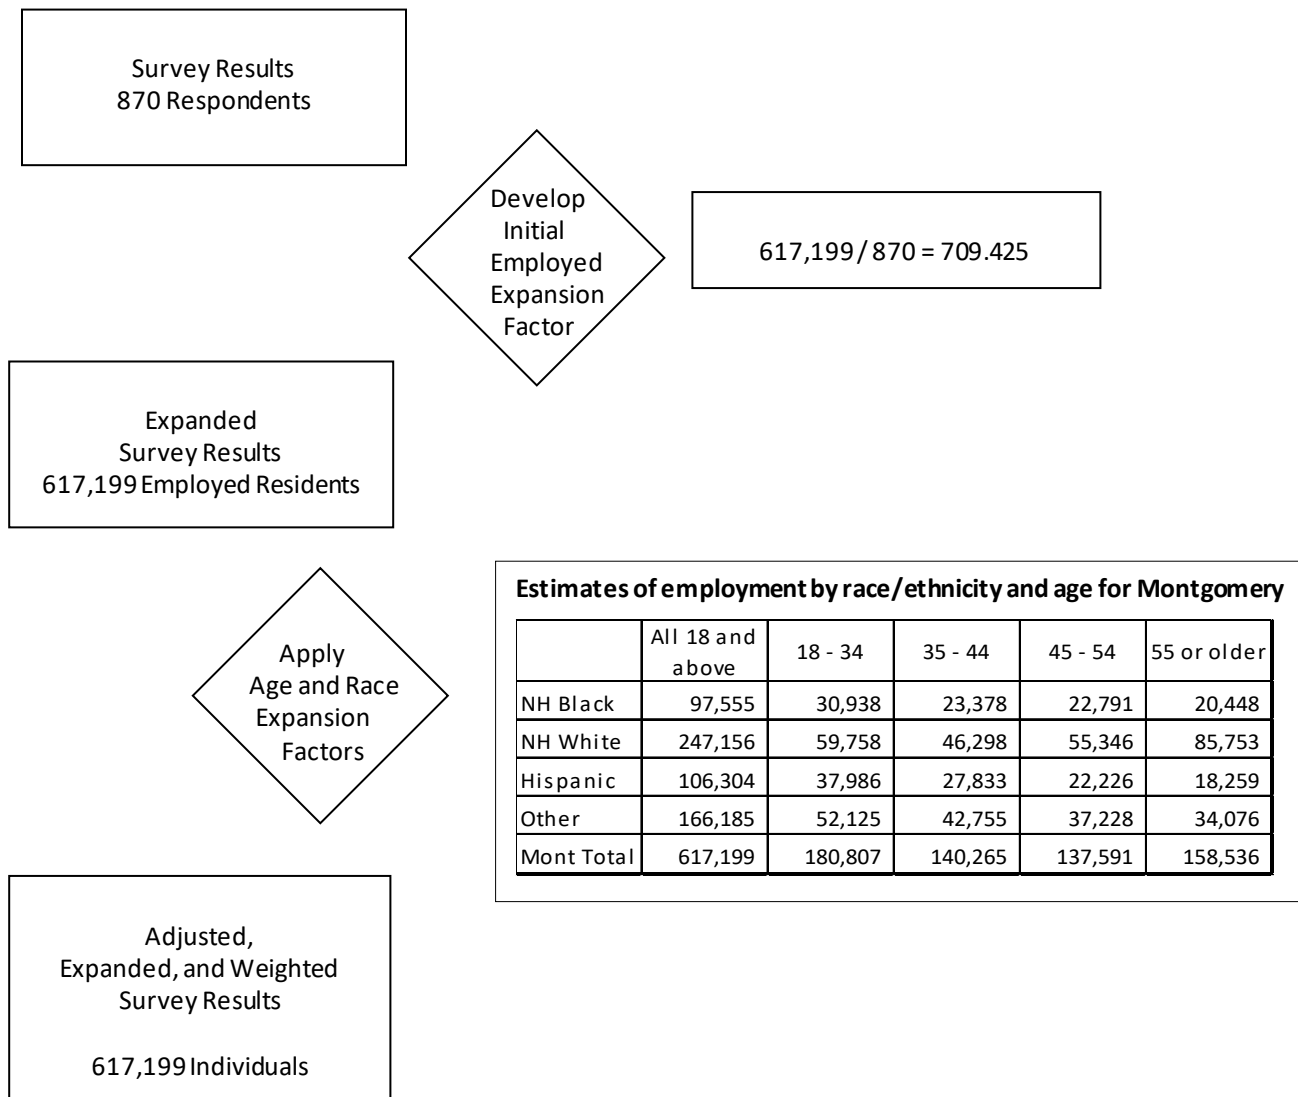 Survey Results
870 Respondents
Develop
Initial
Employed
Expansion
Factor
617,199 / 870 = 709.425
Expanded
Survey Results
617,199 Employed Residents
Apply
Age and Race
Expansion
Factors
Estimates of employment by race/ethnicity and age for Montgomery
All 18 and above 18 - 34 35 - 44 45 - 54 55 or older
NH Black 97,555 30,938 23,378 22,791 20,448
NH White 247,156 59,758 46,298 55,346 85,753
Hispanic 106,304 37,986 27,833 22,226 18,259
Other 166,185 52,125 42,755 37,228 34,076
Mont Total 617,199 180,807 140,265 137,591 158,536
Adjusted,
Expanded, and Weighted
Survey Results
617,199 Individuals